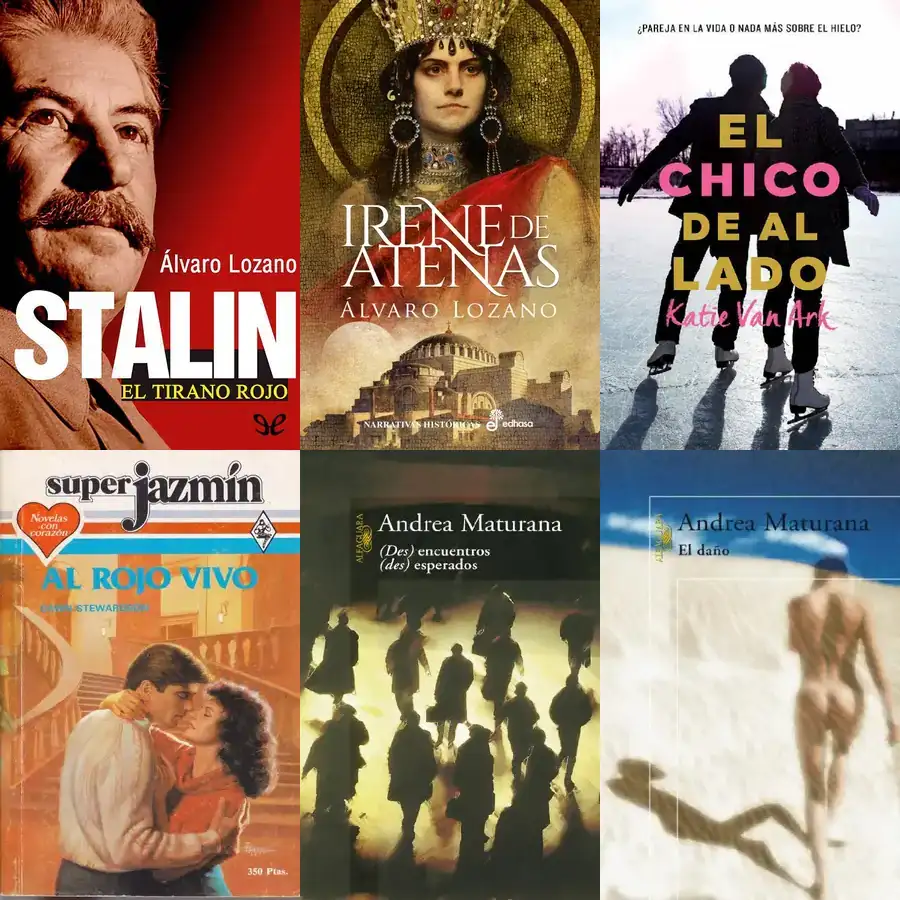 Álvaro Lozano
STALIN
EL TIRANO ROJO
IRENE DE
ATENAS
ÁLVARO LOZANO
NARRATIVAS HISTÓRICAS
edhasa
¿PAREJA EN LA VIDA O NADA MÁS SOBRE EL HIELO?
EL
CHICO
DE AL
LADO
Katie Van Ark
super jazmín
Novelas
con
corazón
AL ROJO VIVO
350 Ptas.
ALFAGUARA
Andrea Maturana
(Des) encuentros
(des) esperados
ALFAGUARA
Andrea Maturana
El daño